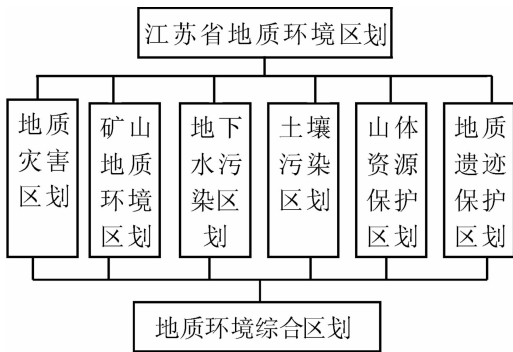 江苏省地质环境区划
地质
灾害
区划
矿山
地质
环境
区划
地下
水污
染区
划
土壤
污染
区划
山体
资源
保护
区划
地质
遗迹
保护
区划
地质环境综合区划